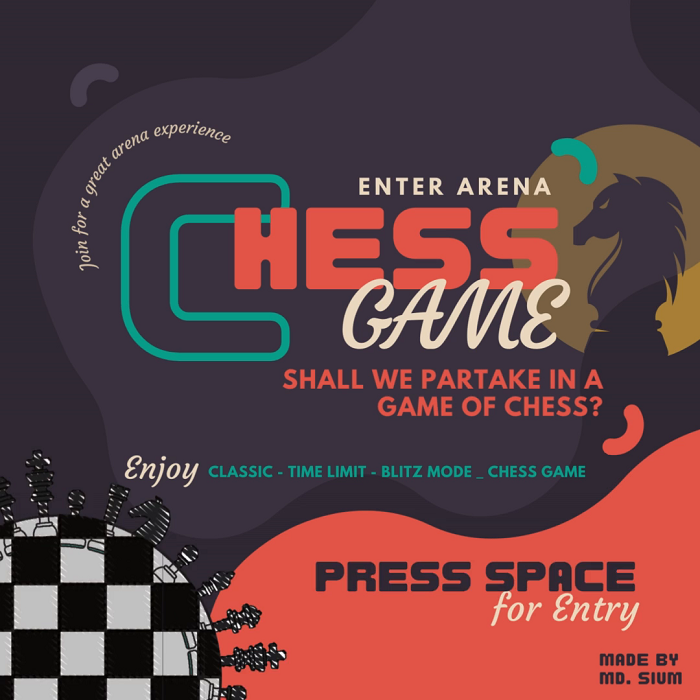 Join for a great arena experience
ENTER ARENA
CHESS
GAME
SHALL WE PARTAKE IN A
GAME OF CHESS?
Enjoy CLASSIC - TIME LIMIT - BLITZ MODE _ CHESS GAME
PRESS SPACE
for Entry
MADE BY
MD. SIUM